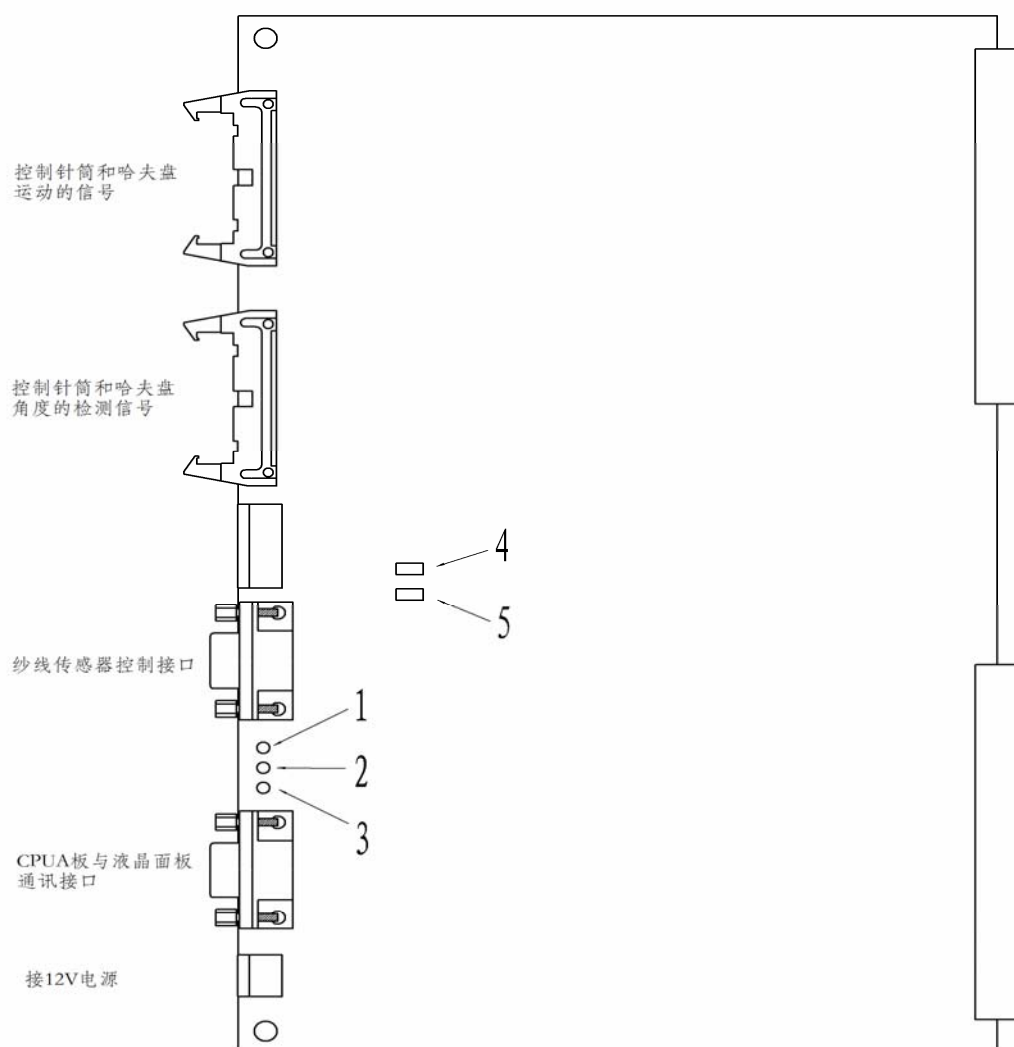 控制针筒和哈夫盘
运动的信号
控制针筒和哈夫盘
角度的检测信号
4
5
纱线传感器控制接口
1
2
3
CPUA板与液晶面板
通讯接口
接12V电源